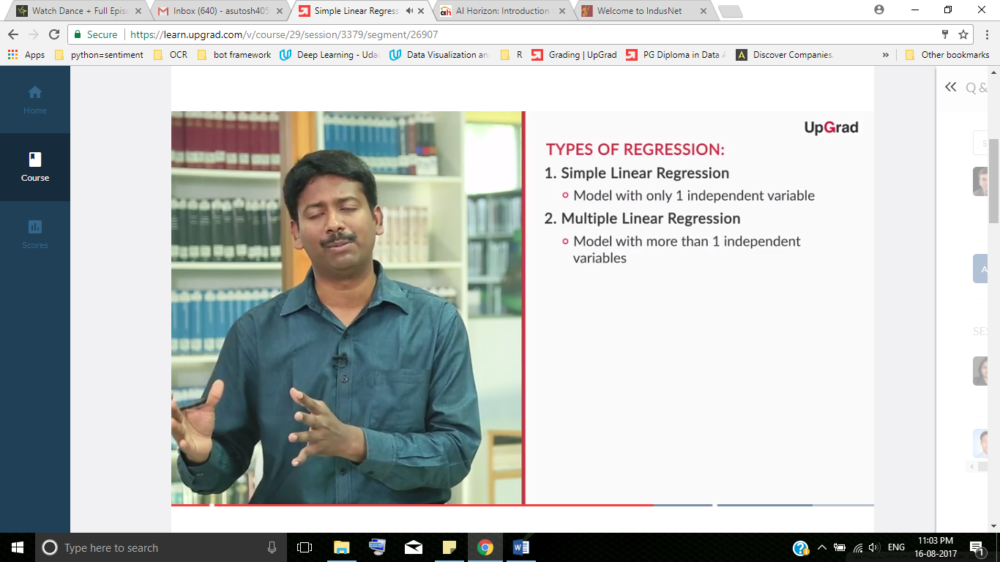 Watch Dance + Full Epis
Inbox (640) - asutosh405
Simple Linear Regress
AI Horizon: Introduction
Welcome to IndusNet
Secure
https://learn.upgrad.com/v/course/29/session/3379/segment/26907
Apps
python=sentiment
OCR
bot framework
Deep Learning - Uda
Data Visualization an
R
Grading | UpGrad
PG Diploma in Data A
Discover Companies
»
Other bookmarks
Home
Course
Scores
Q &
UpGrad
TYPES OF REGRESSION:
1. Simple Linear Regression
Model with only 1 independent variable
2. Multiple Linear Regression
Model with more than 1 independent
variables
S
A
SES
Type here to search
ENG
11:03 PM
16-08-2017
1